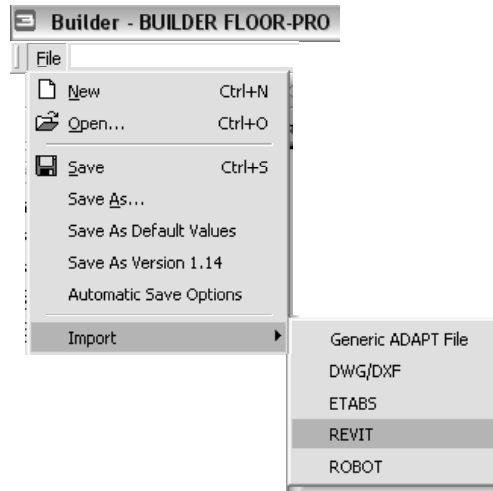 Builder - BUILDER FLOOR-PRO
File
New Ctrl+N
Open... Ctrl+O
Save Ctrl+S
Save As...
Save As Default Values
Save As Version 1.14
Automatic Save Options
Import
Generic ADAPT File
DWG/DXF
ETABS
REVIT
ROBOT